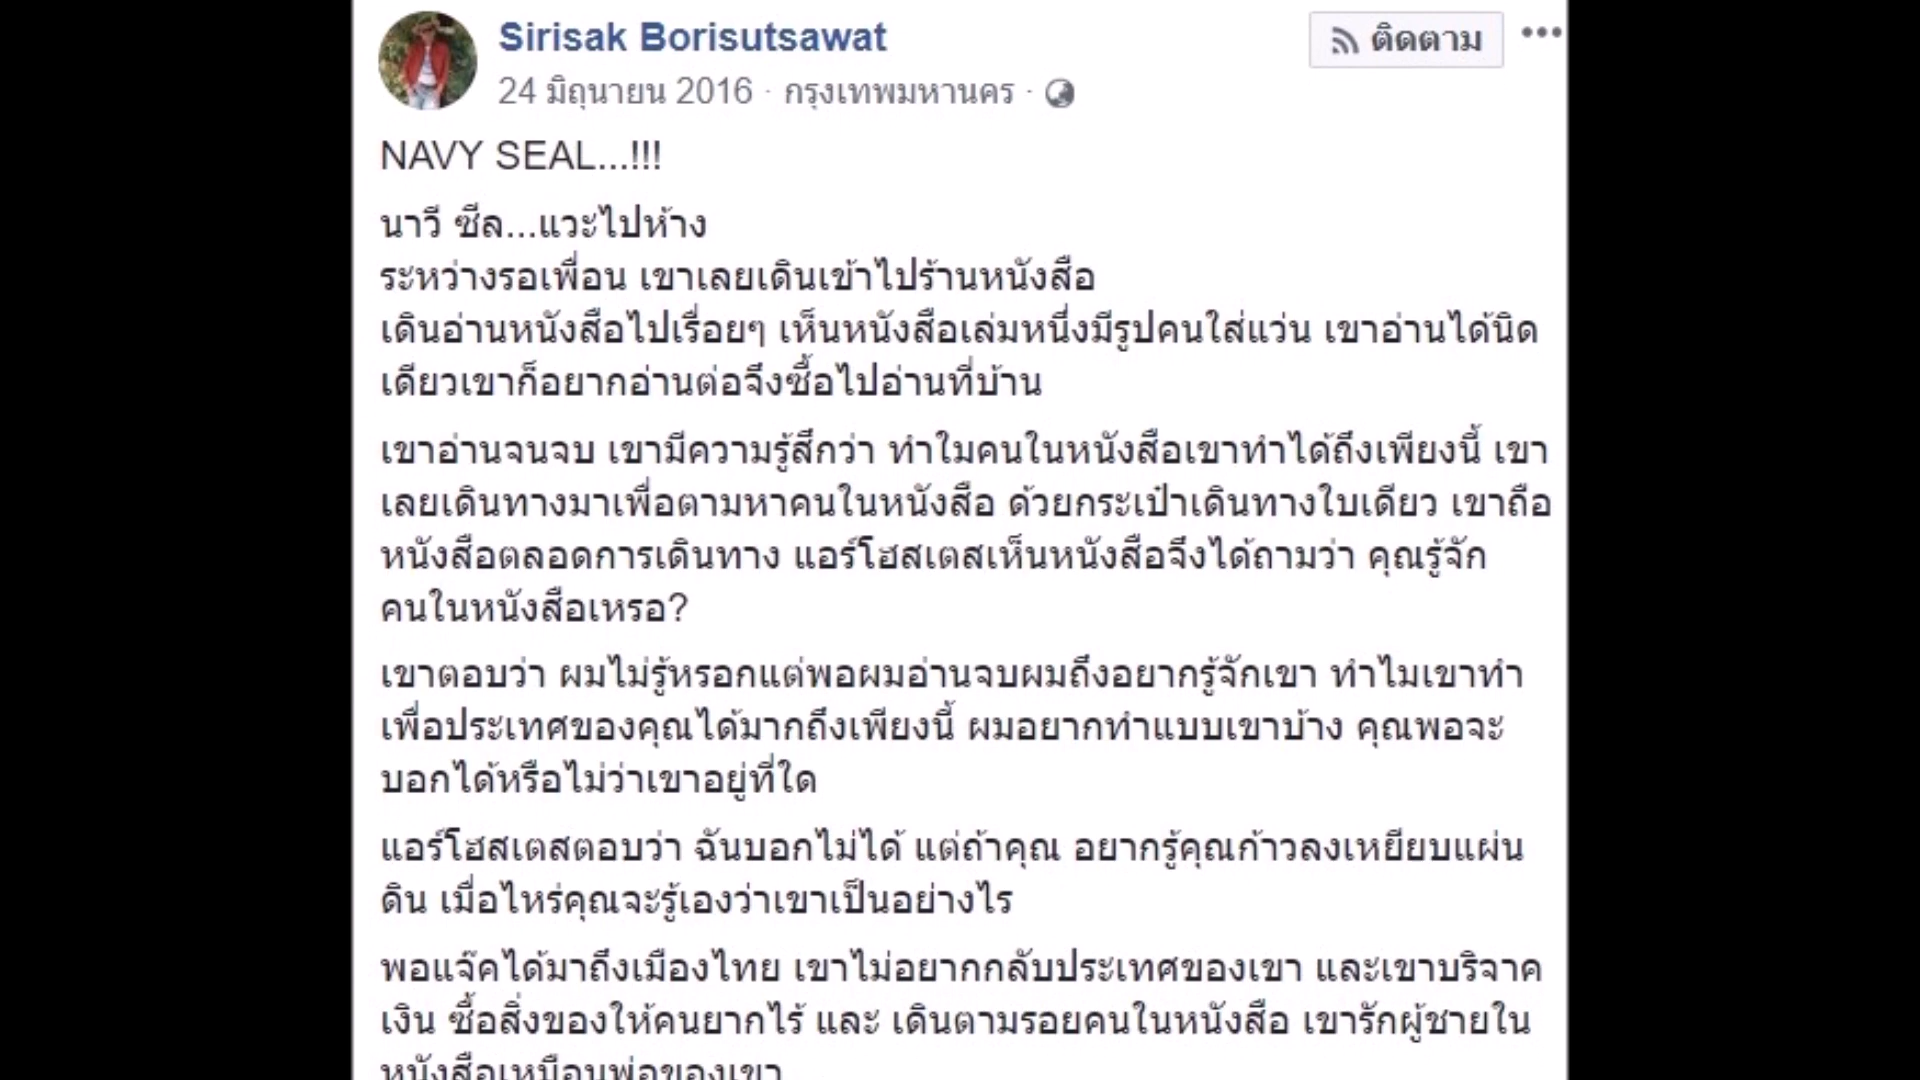 Sirisak Borisutsawat
ติดตาม
24 มิถุนายน 2016 · กรุงเทพมหานคร ·
NAVY SEAL...!!!
นาวี ซีล...แวะไปห้าง
ระหว่างรอเพื่อน เขาเลยเดินเข้าไปร้านหนังสือ
เดินอ่านหนังสือไปเรื่อยๆ เห็นหนังสือเล่มหนึ่งมีรูปคนใส่แว่น เขาอ่านได้นิด
เดียวเขาก็อยากอ่านต่อจึงซื้อไปอ่านที่บ้าน
เขาอ่านจนจบ เขามีความรู้สึกว่า ทำใมคนในหนังสือเขาทำได้ถึงเพียงนี้ เขา
เลยเดินทางมาเพื่อตามหาคนในหนังสือ ด้วยกระเป๋าเดินทางใบเดียว เขาถือ
หนังสือตลอดการเดินทาง แอร์โฮสเตสเห็นหนังสือจึงได้ถามว่า คุณรู้จัก
คนในหนังสือเหรอ?
เขาตอบว่า ผมไม่รู้หรอกแต่พอผมอ่านจบผมถึงอยากรู้จักเขา ทำไมเขาทำ
เพื่อประเทศของคุณได้มากถึงเพียงนี้ ผมอยากทำแบบเขาบ้าง คุณพอจะ
บอกได้หรือไม่ว่าเขาอยู่ที่ใด
แอร์โฮสเตสตอบว่า ฉันบอกไม่ได้ แต่ถ้าคุณ อยากรู้คุณก้าวลงเหยียบแผ่น
ดิน เมื่อไหร่คุณจะรู้เองว่าเขาเป็นอย่างไร
พอแจ๊คได้มาถึงเมืองไทย เขาไม่อยากกลับประเทศของเขา และเขาบริจาค
เงิน ซื้อสิ่งของให้คนยากไร้ และ เดินตามรอยคนในหนังสือ เขารักผู้ชายใน
หนังสือเหมือนพ่อของเขา